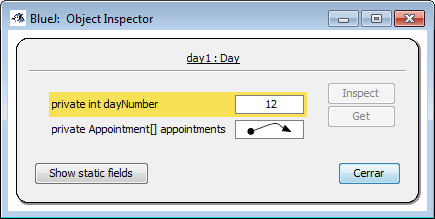 BlueJ: Object Inspector
day1 : Day
private int dayNumber 12
private Appointment[] appointments
Inspect
Get
Show static fields
Cerrar